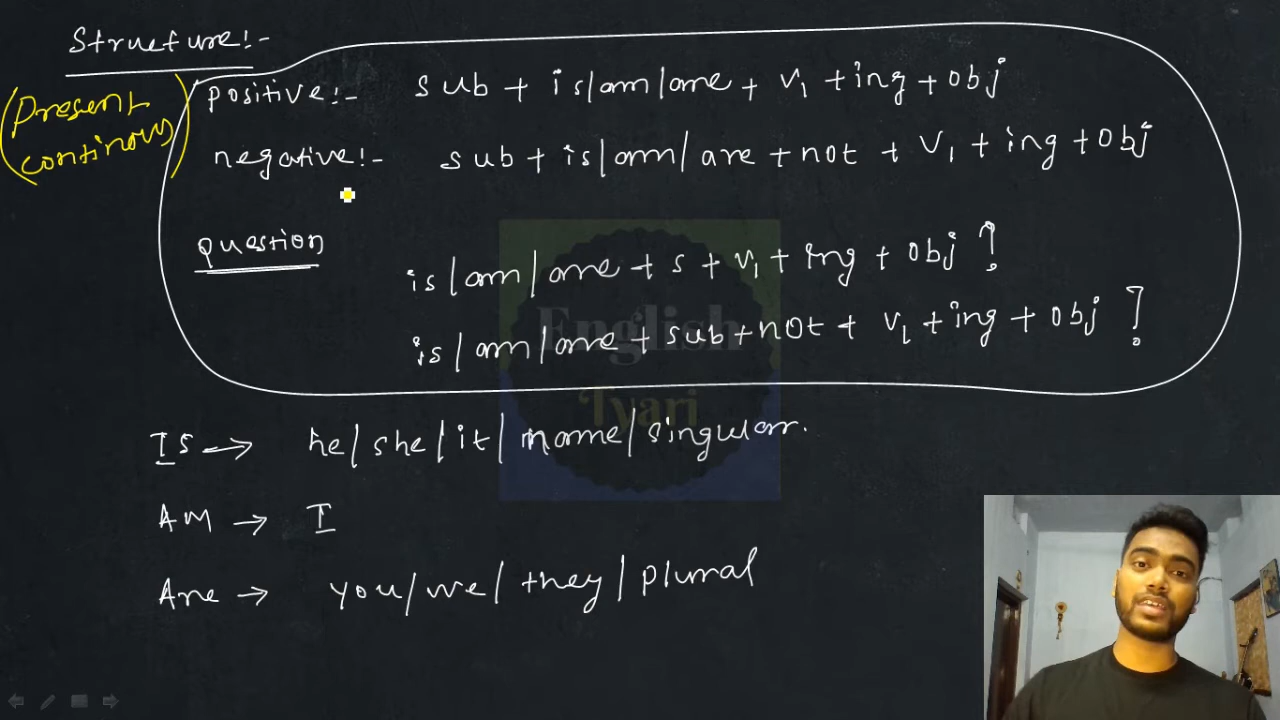 Structure:-
(Present continous)
positive:- sub + is/am/are + V1 + ing + obj
negative:- sub + is/am/are + not + V1 + ing + obj
Question
is/am/are + s + V1 + ing + obj ?
is/am/are + sub + not + V1 + ing + obj ?
English
Tyari
Is → he/she/it/name/singular.
AM → I
Are → you/we/they/plural